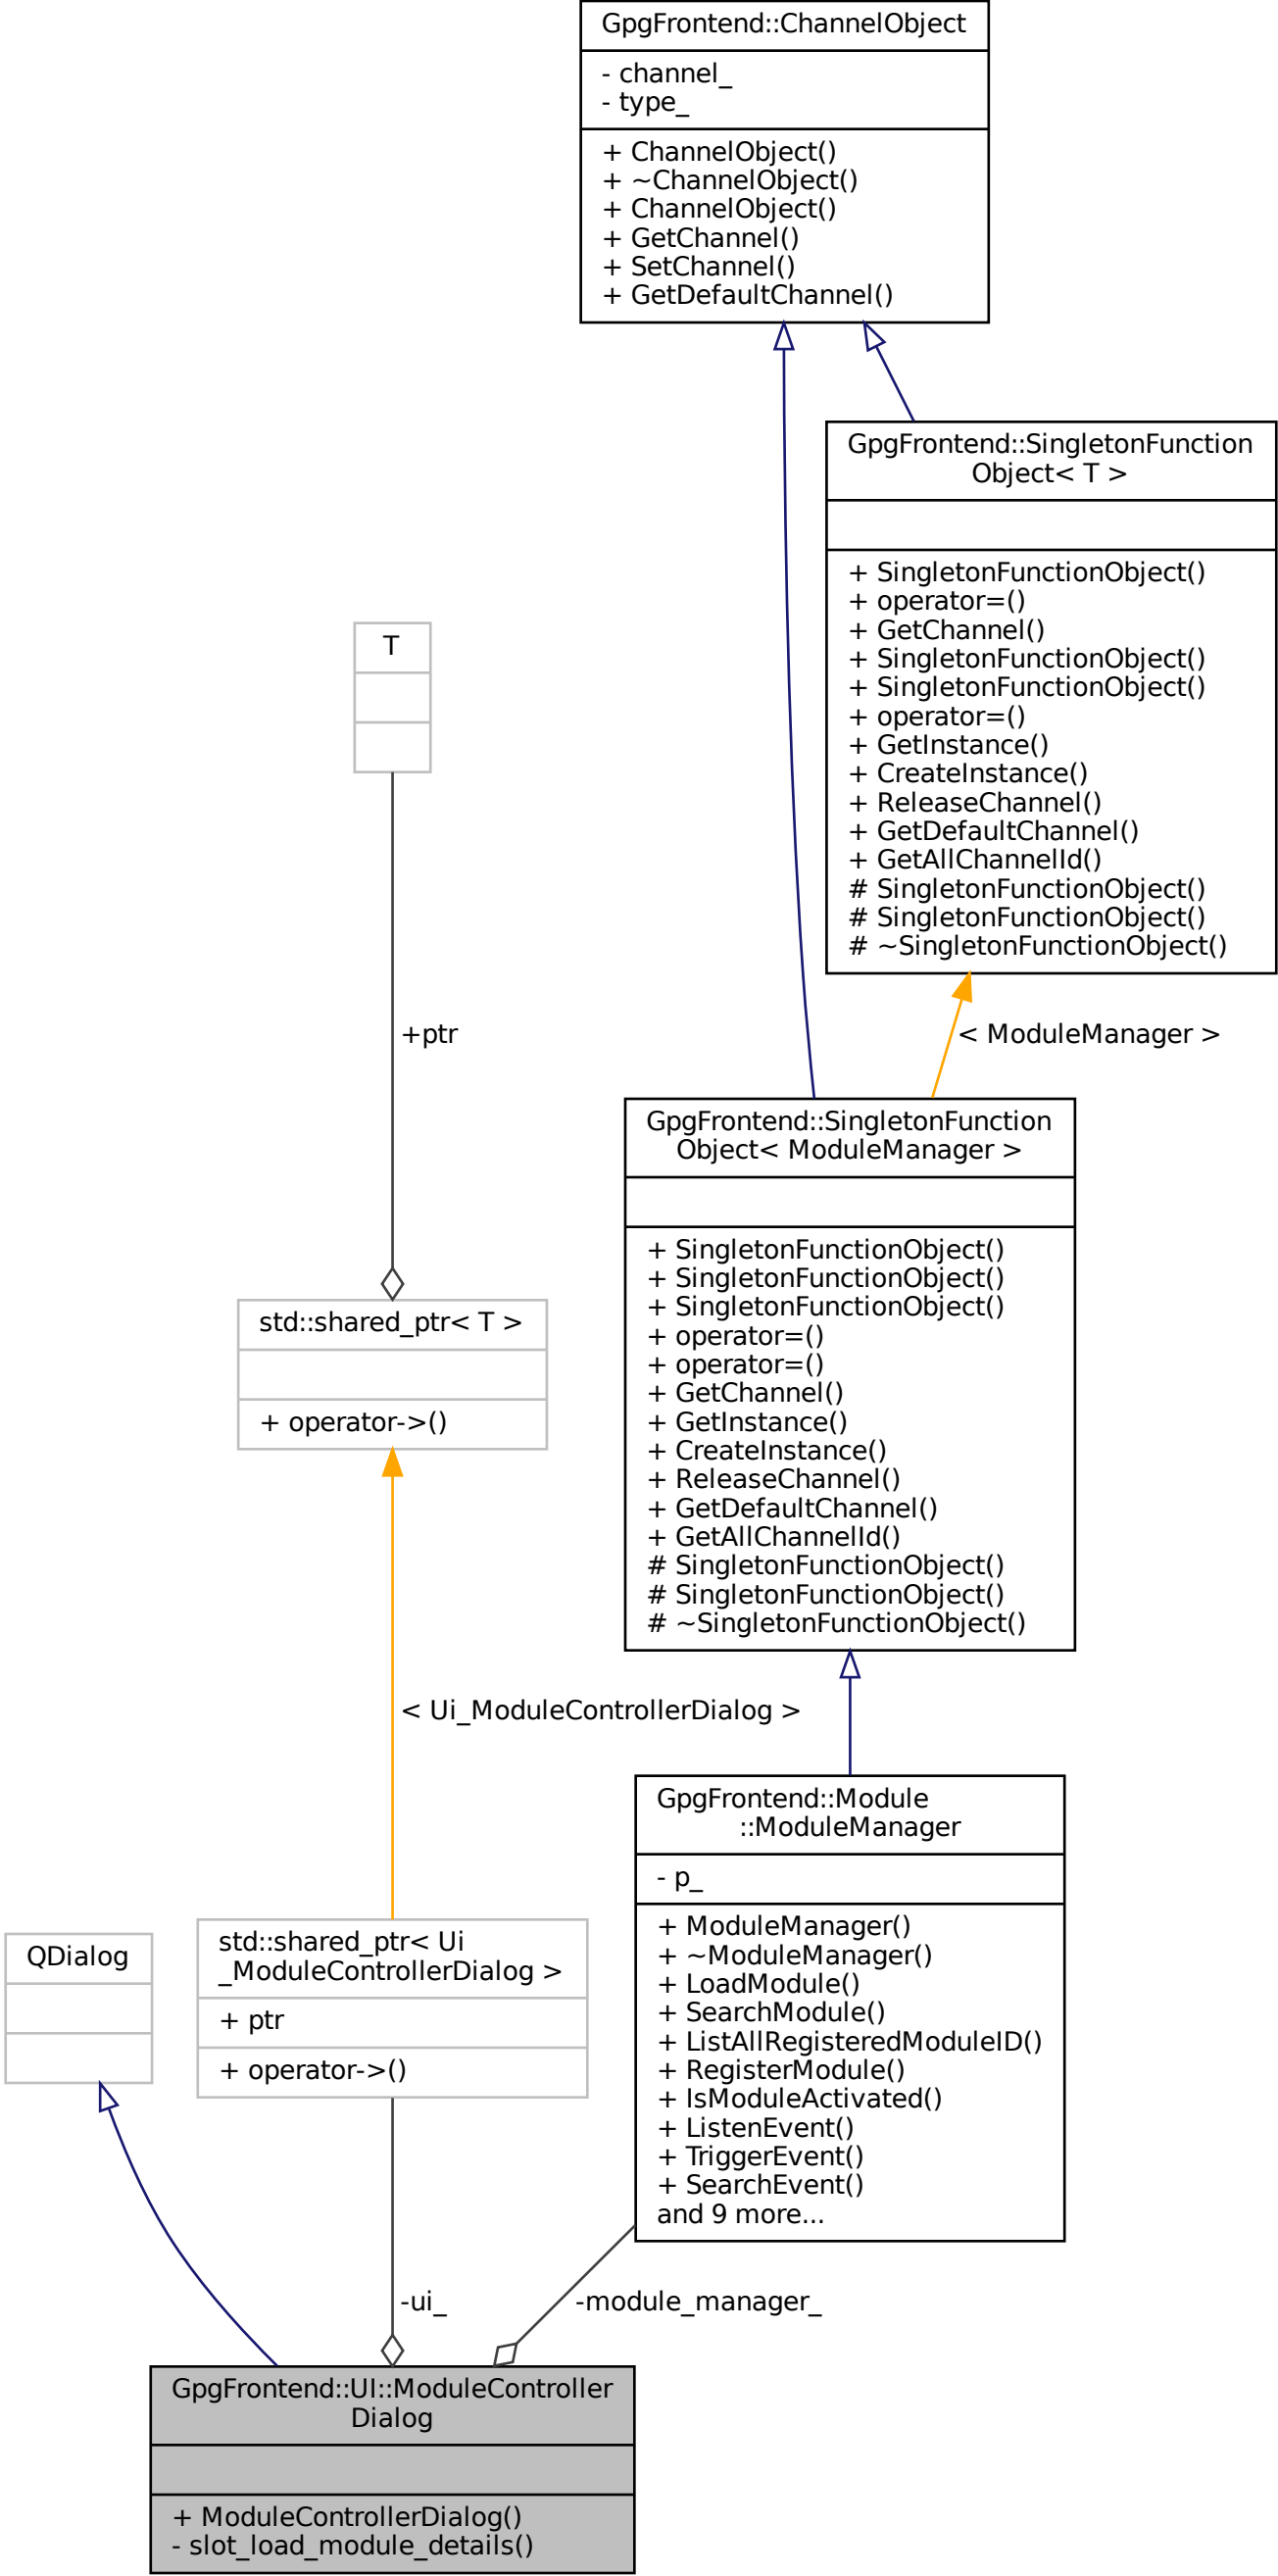 GpgFrontend::ChannelObject
- channel_
- type_
+ ChannelObject()
+ ~ChannelObject()
+ ChannelObject()
+ GetChannel()
+ SetChannel()
+ GetDefaultChannel()
GpgFrontend::SingletonFunction
Object< T >
+ SingletonFunctionObject()
+ operator=()
+ GetChannel()
+ SingletonFunctionObject()
+ SingletonFunctionObject()
+ operator=()
+ GetInstance()
+ CreateInstance()
+ ReleaseChannel()
+ GetDefaultChannel()
+ GetAllChannelId()
# SingletonFunctionObject()
# SingletonFunctionObject()
# ~SingletonFunctionObject()
T
+ptr
< ModuleManager >
GpgFrontend::SingletonFunction
Object< ModuleManager >
+ SingletonFunctionObject()
+ SingletonFunctionObject()
+ SingletonFunctionObject()
+ operator=()
+ operator=()
+ GetChannel()
+ GetInstance()
+ CreateInstance()
+ ReleaseChannel()
+ GetDefaultChannel()
+ GetAllChannelId()
# SingletonFunctionObject()
# SingletonFunctionObject()
# ~SingletonFunctionObject()
std::shared_ptr< T >
+ operator->()
< Ui_ModuleControllerDialog >
GpgFrontend::Module
::ModuleManager
- p_
+ ModuleManager()
+ ~ModuleManager()
+ LoadModule()
+ SearchModule()
+ ListAllRegisteredModuleID()
+ RegisterModule()
+ IsModuleActivated()
+ ListenEvent()
+ TriggerEvent()
+ SearchEvent()
and 9 more...
QDialog
std::shared_ptr< Ui
_ModuleControllerDialog >
+ ptr
+ operator->()
-ui_
-module_manager_
GpgFrontend::UI::ModuleController
Dialog
+ ModuleControllerDialog()
- slot_load_module_details()